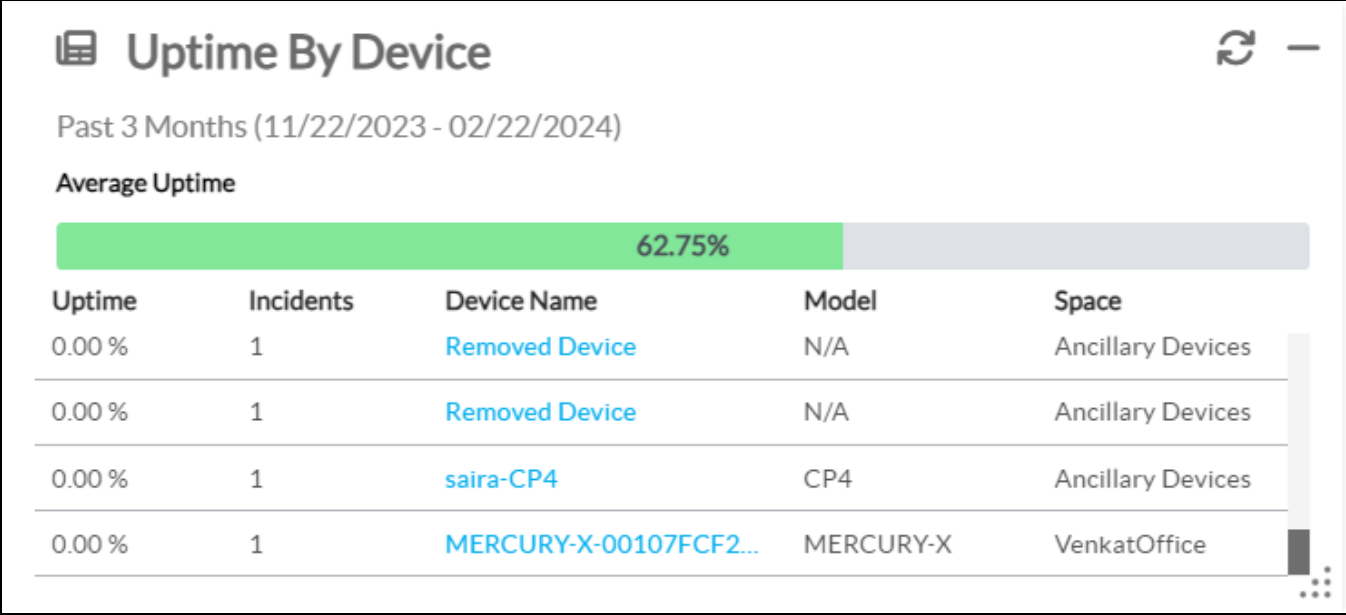 Uptime By Device
Past 3 Months (11/22/2023 - 02/22/2024)
Average Uptime
62.75%
Uptime Incidents Device Name Model Space
0.00 % 1 Removed Device N/A Ancillary Devices
0.00 % 1 Removed Device N/A Ancillary Devices
0.00 % 1 saira-CP4 CP4 Ancillary Devices
0.00 % 1 MERCURY-X-00107FCF2... MERCURY-X VenkatOffice